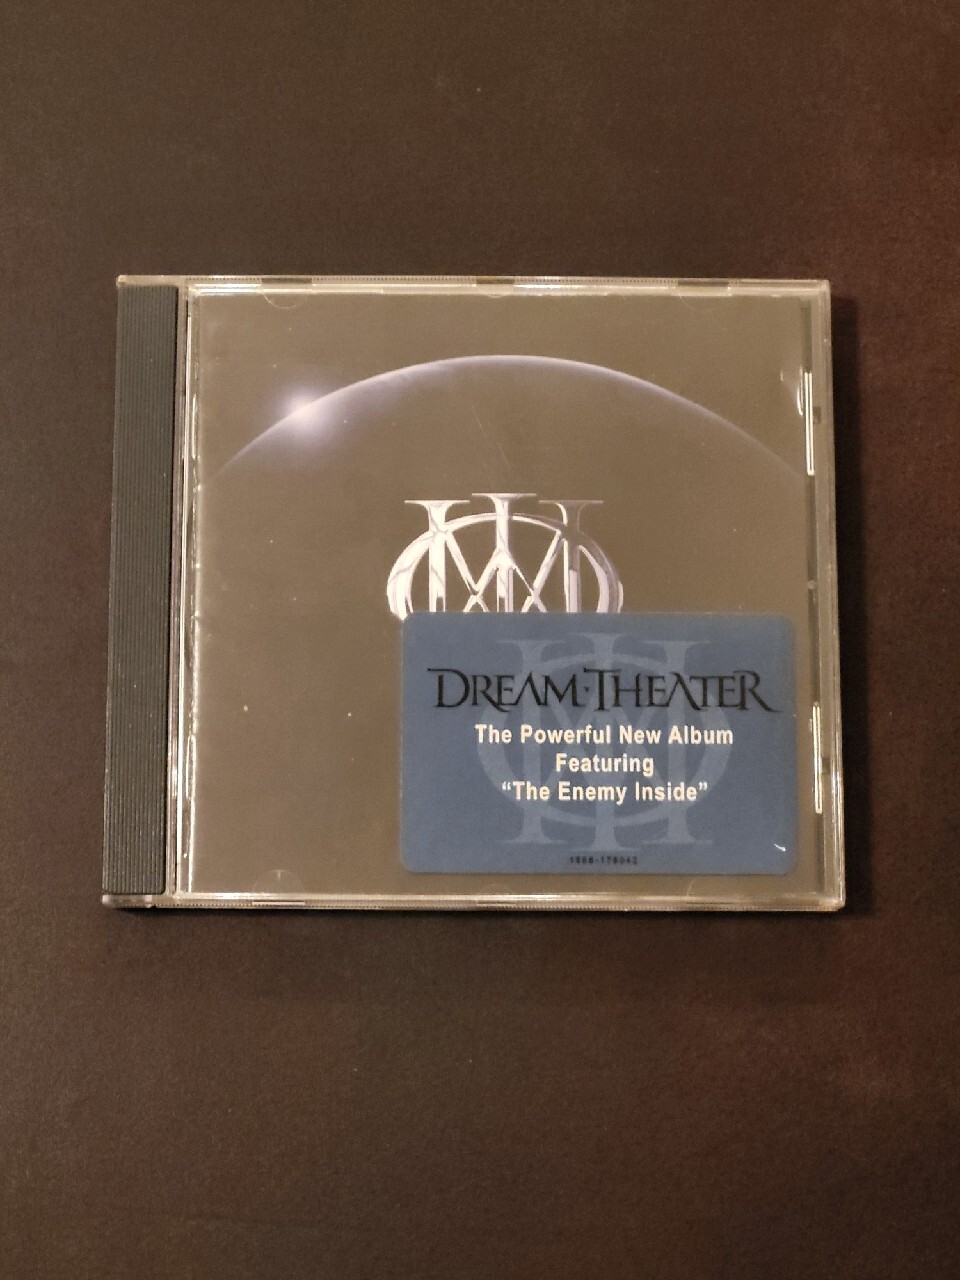 DREAM·THEATER
The Powerful New Album
Featuring
“The Enemy Inside”